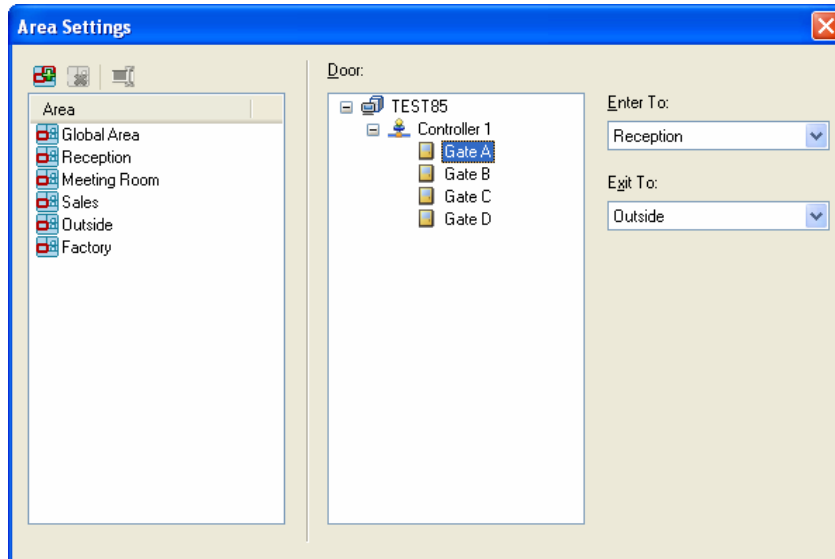 Area Settings
Area
Global Area
Reception
Meeting Room
Sales
Outside
Factory
Door:
TEST85
Controller 1
Gate A
Gate B
Gate C
Gate D
Enter To:
Reception
Exit To:
Outside